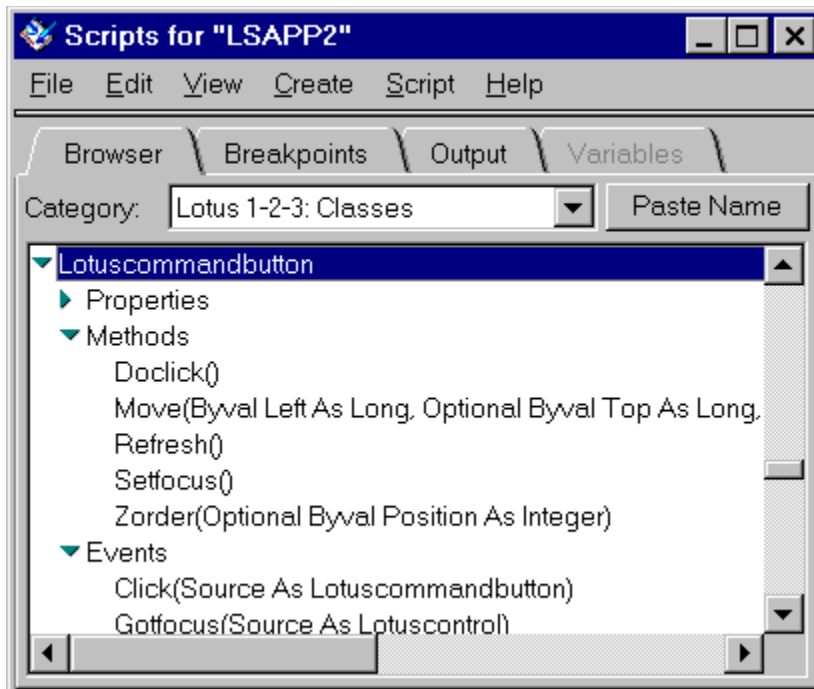 Scripts for "LSAPP2"
File Edit View Create Script Help
Browser Breakpoints Output Variables
Category: Lotus 1-2-3: Classes Paste Name
Lotuscommandbutton
Properties
Methods
Doclick()
Move(Byval Left As Long, Optional Byval Top As Long,
Refresh()
Setfocus()
Zorder(Optional Byval Position As Integer)
Events
Click(Source As Lotuscommandbutton)
Gotfocus(Source As Lotuscontrol)